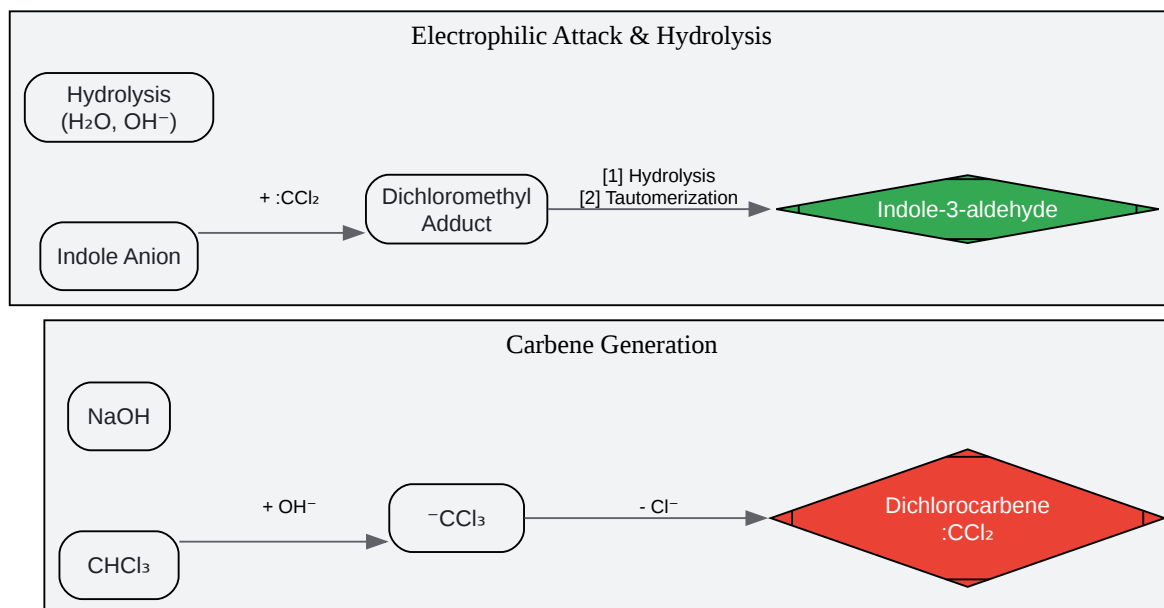 Electrophilic Attack & Hydrolysis
Hydrolysis
(H₂O, OH⁻)
Indole Anion
+ :CCl₂
Dichloromethyl
Adduct
[1] Hydrolysis
[2] Tautomerization
Indole-3-aldehyde
Carbene Generation
NaOH
CHCl₃
+ OH⁻
⁻CCl₃
- Cl⁻
Dichlorocarbene
:CCl₂